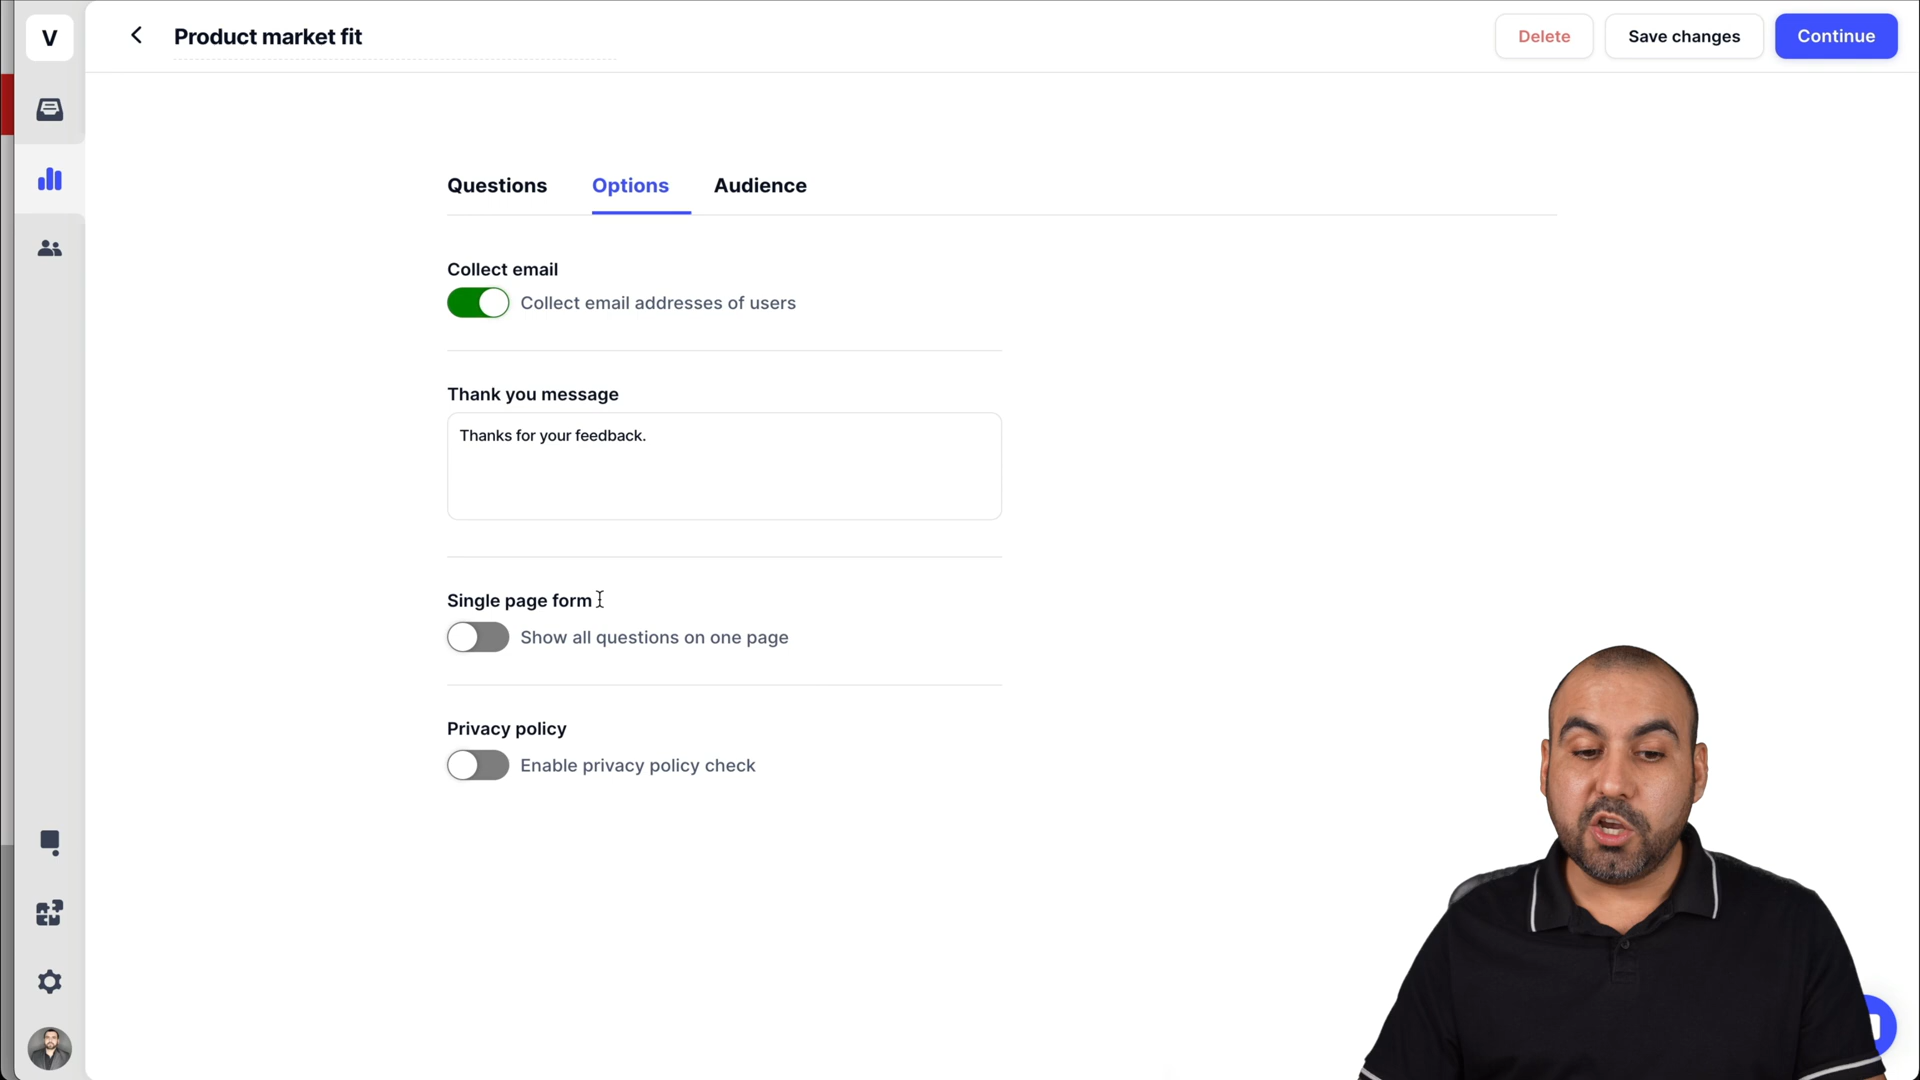 V
Product market fit
Delete
Save changes
Continue
Questions
Options
Audience
Collect email
Collect email addresses of users
Thank you message
Thanks for your feedback.
Single page form
Show all questions on one page
Privacy policy
Enable privacy policy check